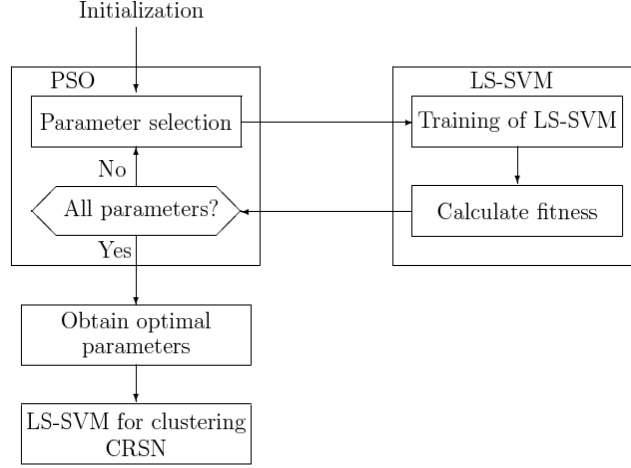 Initialization
PSO
LS-SVM
Parameter selection
Training of LS-SVM
No
All parameters?
Calculate fitness
Yes
Obtain optimal
parameters
LS-SVM for clustering
CRSN